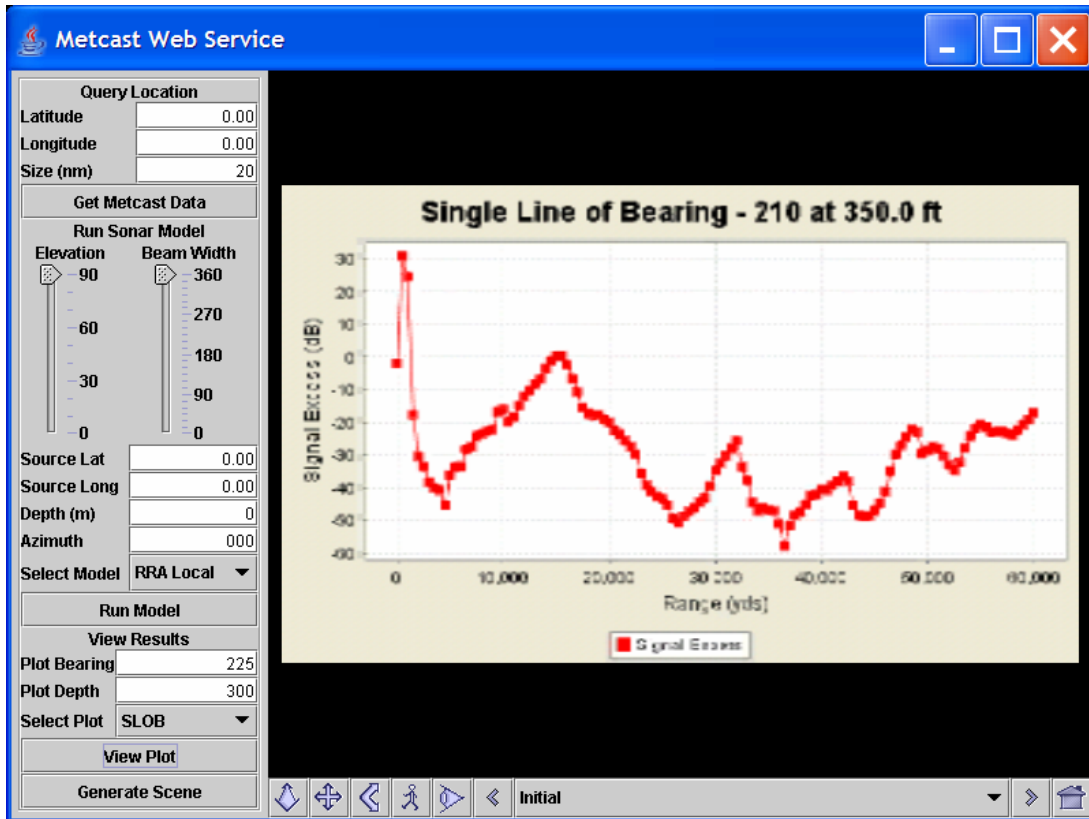 Metcast Web Service
Query Location
Latitude 0.00
Longitude 0.00
Size (nm) 20
Get Metcast Data
Run Sonar Model
Elevation Beam Width
90 360
270
60
180
30
90
0 0
Source Lat 0.00
Source Long 0.00
Depth (m) 0
Azimuth 000
Select Model RRA Local
Run Model
View Results
Plot Bearing 225
Plot Depth 300
Select Plot SLOB
View Plot
Generate Scene
Single Line of Bearing - 210 at 350.0 ft
Signal Excess (dB)
30
20
10
0
-10
-20
-30
-40
-50
-60
0 10,000 20,000 30,000 40,000 50,000 60,000
Range (yds)
Signal Excess
Initial